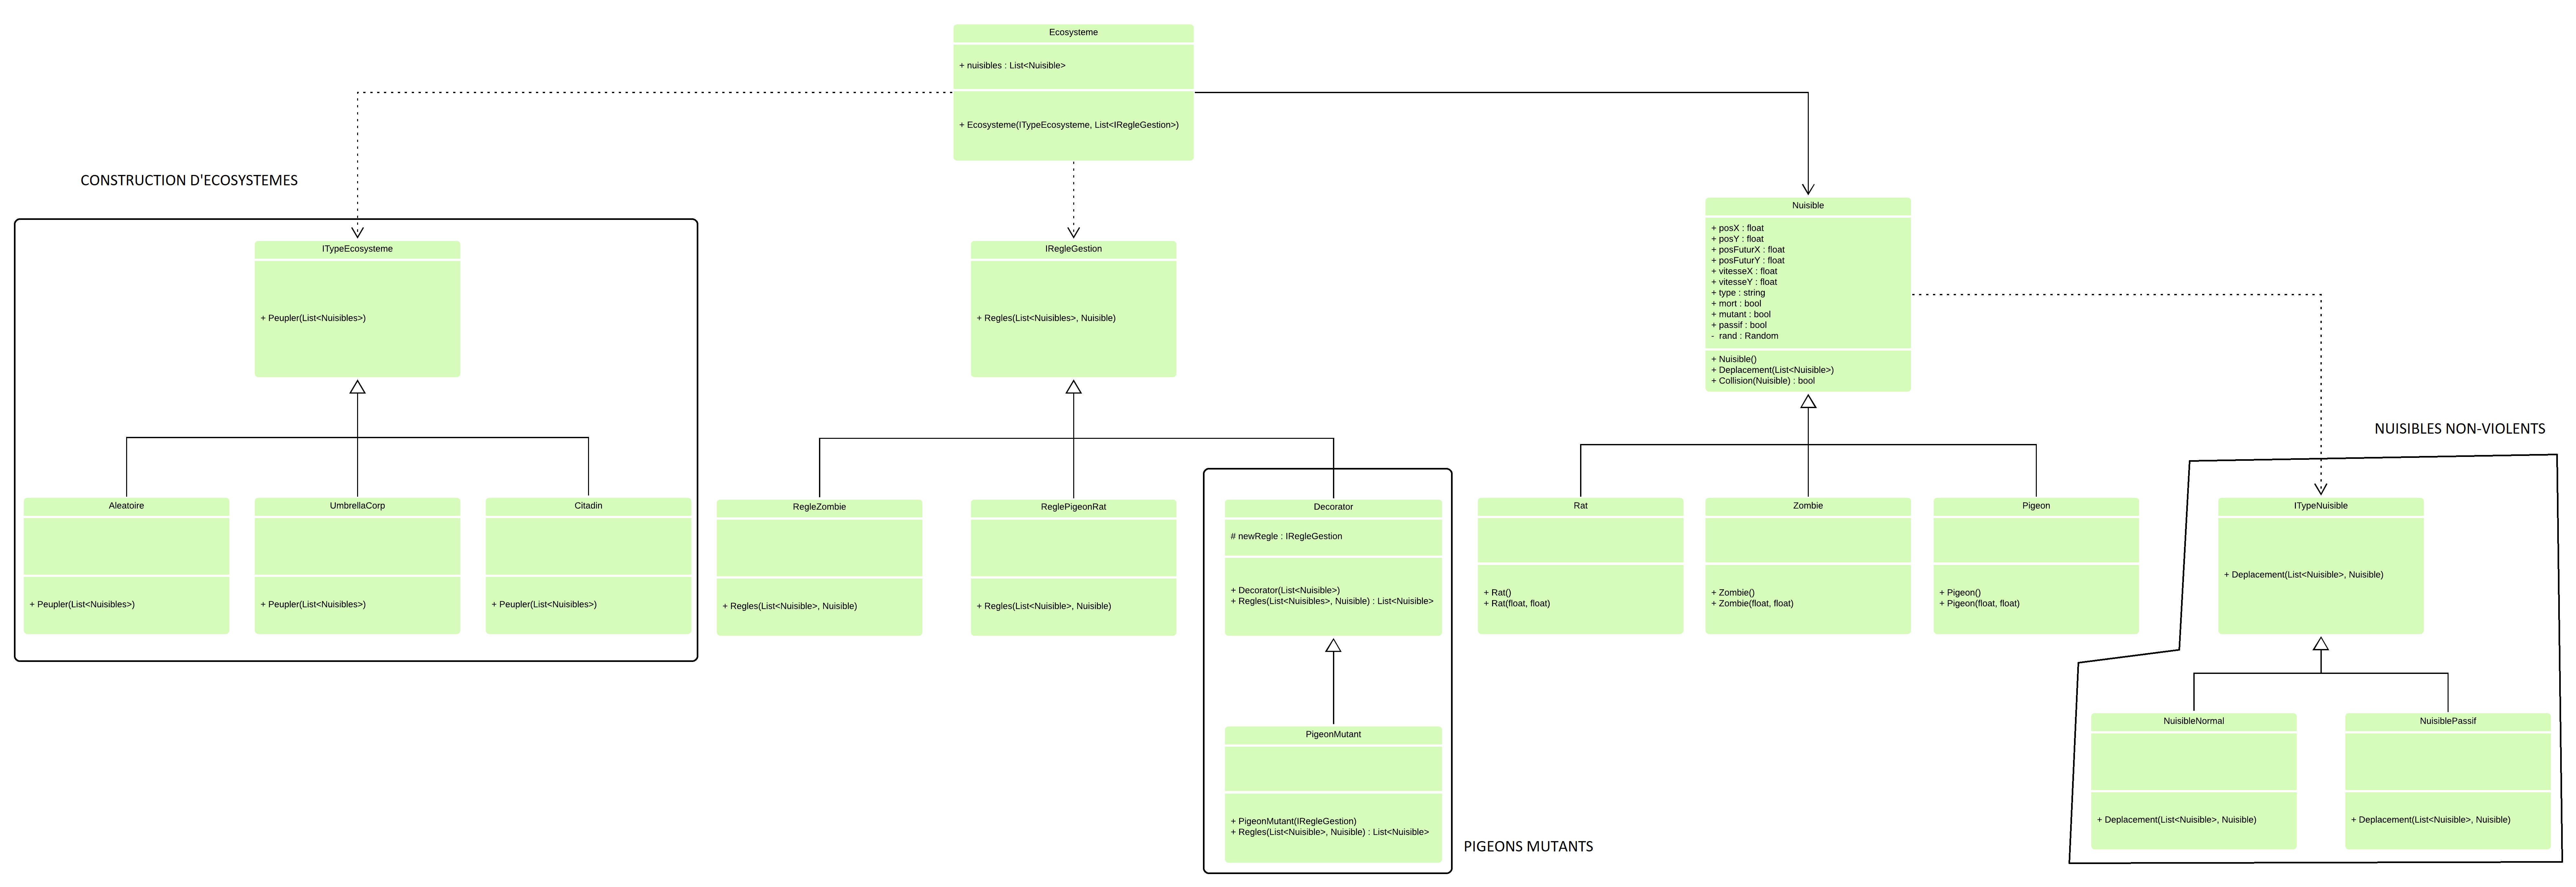 Ecosysteme
+ nuisibles : List<Nuisible>
+ Ecosysteme(ITypeEcosysteme, List<IRegleGestion>)
CONSTRUCTION D'ECOSYSTEMES
ITypeEcosysteme
+ Peupler(List<Nuisibles>)
Aleatoire
+ Peupler(List<Nuisibles>)
UmbrellaCorp
+ Peupler(List<Nuisibles>)
Citadin
+ Peupler(List<Nuisibles>)
IRegleGestion
+ Regles(List<Nuisibles>, Nuisible)
RegleZombie
+ Regles(List<Nuisible>, Nuisible)
ReglePigeonRat
+ Regles(List<Nuisible>, Nuisible)
Decorator
# newRegle : IRegleGestion
+ Decorator(List<Nuisible>)
+ Regles(List<Nuisibles>, Nuisible) : List<Nuisible>
PigeonMutant
+ PigeonMutant(IRegleGestion)
+ Regles(List<Nuisible>, Nuisible) : List<Nuisible>
PIGEONS MUTANTS
Nuisible
+ posX : float
+ posY : float
+ posFuturX : float
+ posFuturY : float
+ vitesseX : float
+ vitesseY : float
+ type : string
+ mort : bool
+ mutant : bool
+ passif : bool
- rand : Random
+ Nuisible()
+ Deplacement(List<Nuisible>)
+ Collision(Nuisible) : bool
Rat
+ Rat()
+ Rat(float, float)
Zombie
+ Zombie()
+ Zombie(float, float)
Pigeon
+ Pigeon()
+ Pigeon(float, float)
NUISIBLES NON-VIOLENTS
ITypeNuisible
+ Deplacement(List<Nuisible>, Nuisible)
NuisibleNormal
+ Deplacement(List<Nuisible>, Nuisible)
NuisiblePassif
+ Deplacement(List<Nuisible>, Nuisible)